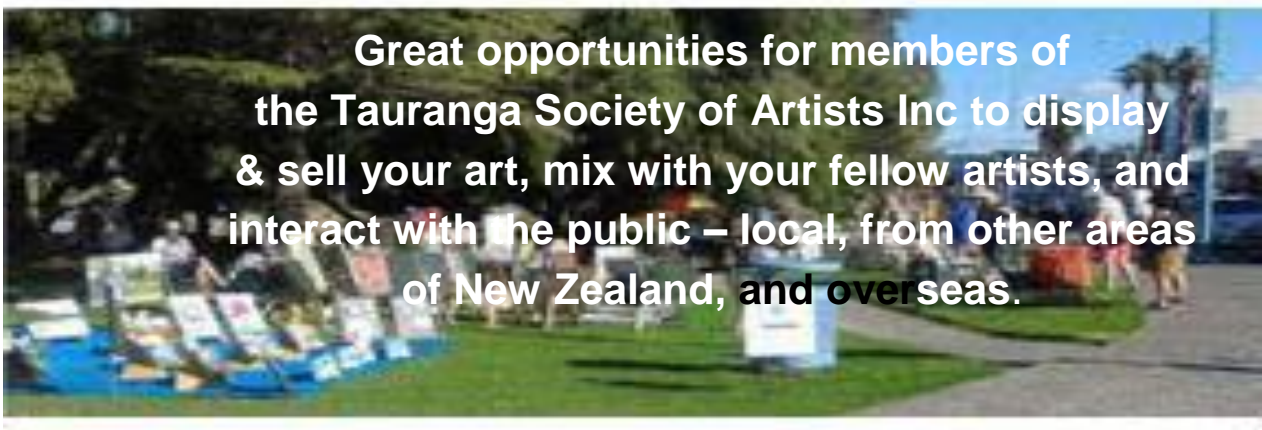 Great opportunities for members of
the Tauranga Society of Artists Inc to display
& sell your art, mix with your fellow artists, and
interact with the public – local, from other areas
of New Zealand, and overseas.